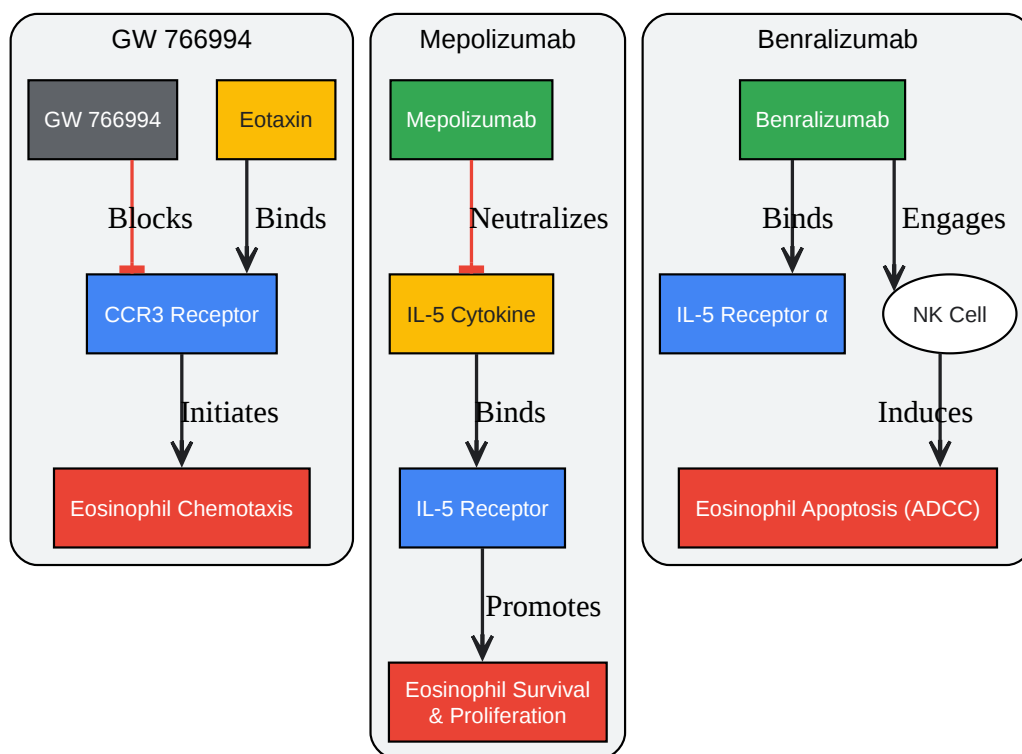 GW 766994
GW 766994
Eotaxin
Blocks
Binds
CCR3 Receptor
Initiates
Eosinophil Chemotaxis
Mepolizumab
Mepolizumab
Neutralizes
IL-5 Cytokine
Binds
IL-5 Receptor
Promotes
Eosinophil Survival
& Proliferation
Benralizumab
Benralizumab
Binds
Engages
IL-5 Receptor α
NK Cell
Induces
Eosinophil Apoptosis (ADCC)